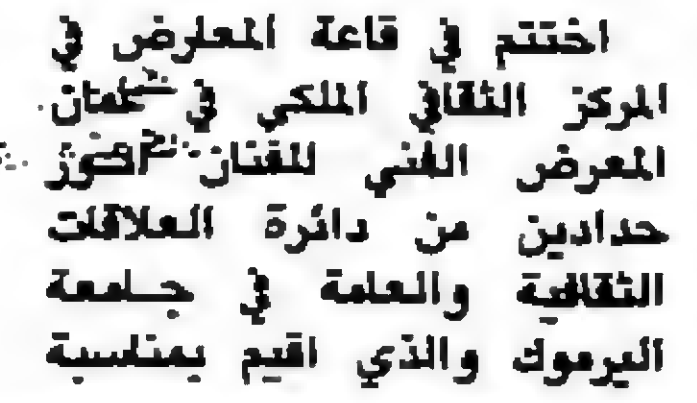 اختتم في قاعة المعارض في
المركز الثقافي الملكي في عمان
المعرض الفني للفنان
حدادين من دائرة العلاقات
الثقافية والعامة في جامعة
اليرموك والذي اقيم بمناسبة